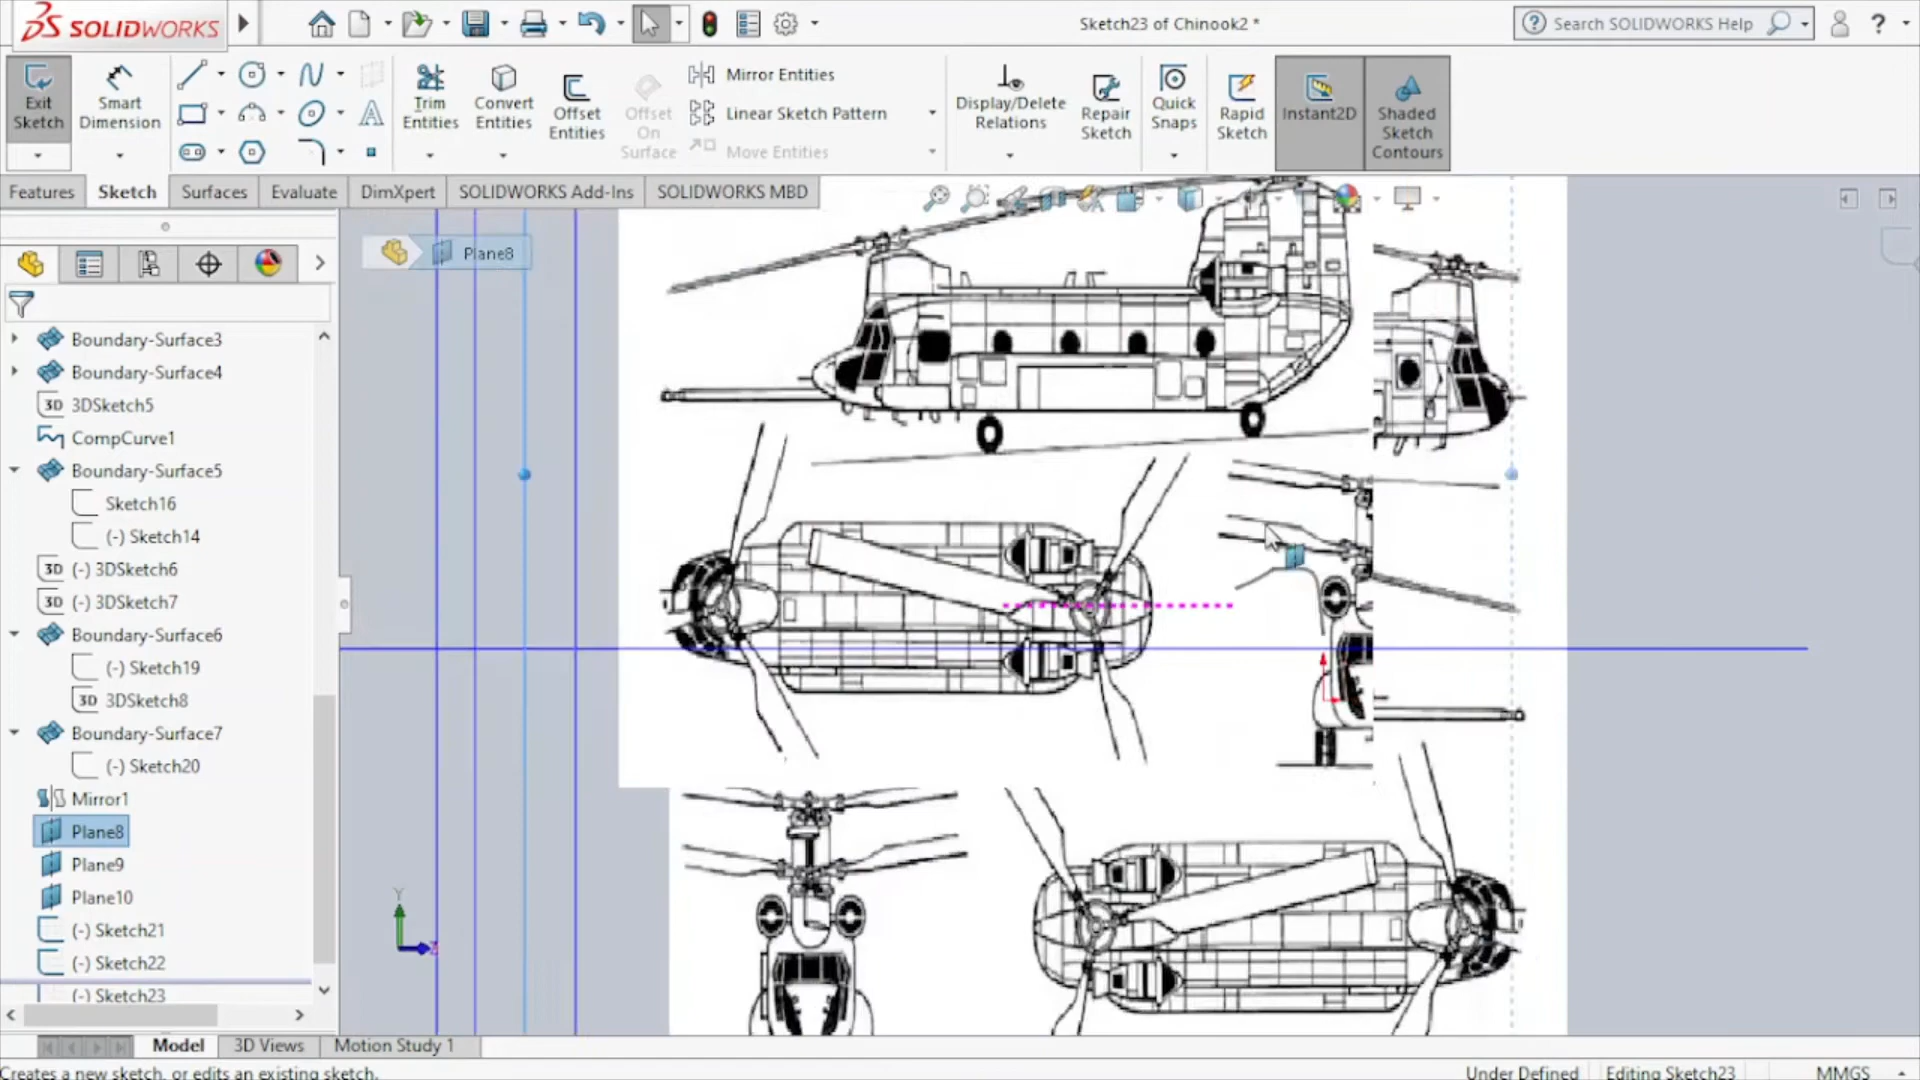 SOLIDWORKS
Sketch23 of Chinook2 *
Search SOLIDWORKS Help
?
Exit Sketch
Smart Dimension
Trim Entities
Convert Entities
Offset Entities
Offset On Surface
Mirror Entities
Linear Sketch Pattern
Move Entities
Display/Delete Relations
Repair Sketch
Quick Snaps
Rapid Sketch
Instant2D
Shaded Sketch Contours
Features
Sketch
Surfaces
Evaluate
DimXpert
SOLIDWORKS Add-Ins
SOLIDWORKS MBD
Plane8
Boundary-Surface3
Boundary-Surface4
3D 3DSketch5
CompCurve1
Boundary-Surface5
Sketch16
(-) Sketch14
3D (-) 3DSketch6
3D (-) 3DSketch7
Boundary-Surface6
(-) Sketch19
3D 3DSketch8
Boundary-Surface7
(-) Sketch20
Mirror1
Plane8
Plane9
Plane10
(-) Sketch21
(-) Sketch22
(-) Sketch23
Y
Z
Model
3D Views
Motion Study 1
Creates a new sketch, or edits an existing sketch.
Under Defined
Editing Sketch23
MMGS